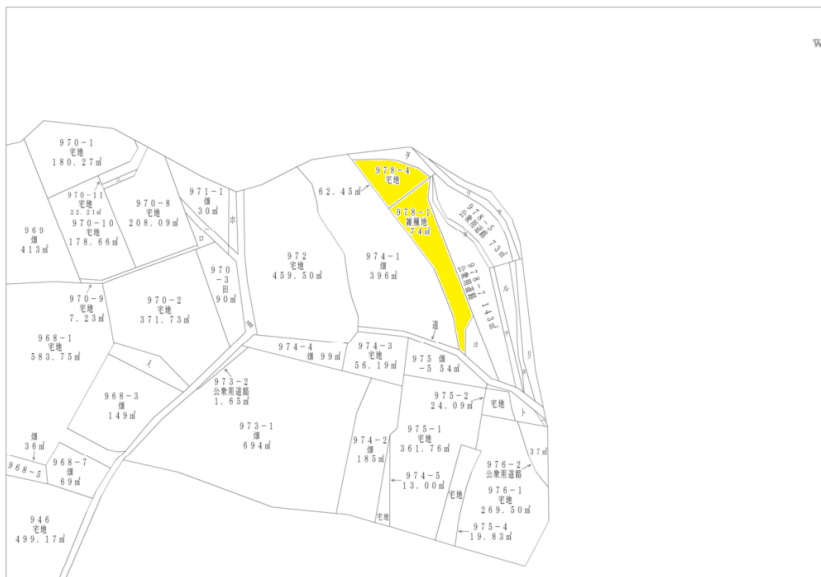 W
970-1
宅地
180.27㎡
ニ
970-11
宅地
22.21㎡
970-10
宅地
178.66㎡
970-8
宅地
208.09㎡
971-1
畑
30㎡
969
畑
413㎡
ロ
970
-3
田
90㎡
970-9
宅地
7.23㎡
970-2
宅地
371.73㎡
968-1
宅地
583.75㎡
イ
968-3
畑
149㎡
畑
36㎡
968-5
968-7
畑
69㎡
946
宅地
499.17㎡
972
宅地
459.50㎡
62.45㎡
978-4
宅地
978-1
雑種地
74㎡
974-1
畑
396㎡
978-5
公衆用道路
73㎡
978-7 143㎡
公衆用道路
ル
リ
道
974-4
畑 99㎡
974-3
宅地
56.19㎡
975 畑
-5 54㎡
973-2
公衆用道路
1.65㎡
973-1
畑
694㎡
974-2
畑
185㎡
宅地
975-1
宅地
361.76㎡
974-5
13.00㎡
975-2
24.09㎡
宅地
ト
37㎡
976-2
公衆用道路
976-1
宅地
269.50㎡
宅地
975-4
19.83㎡